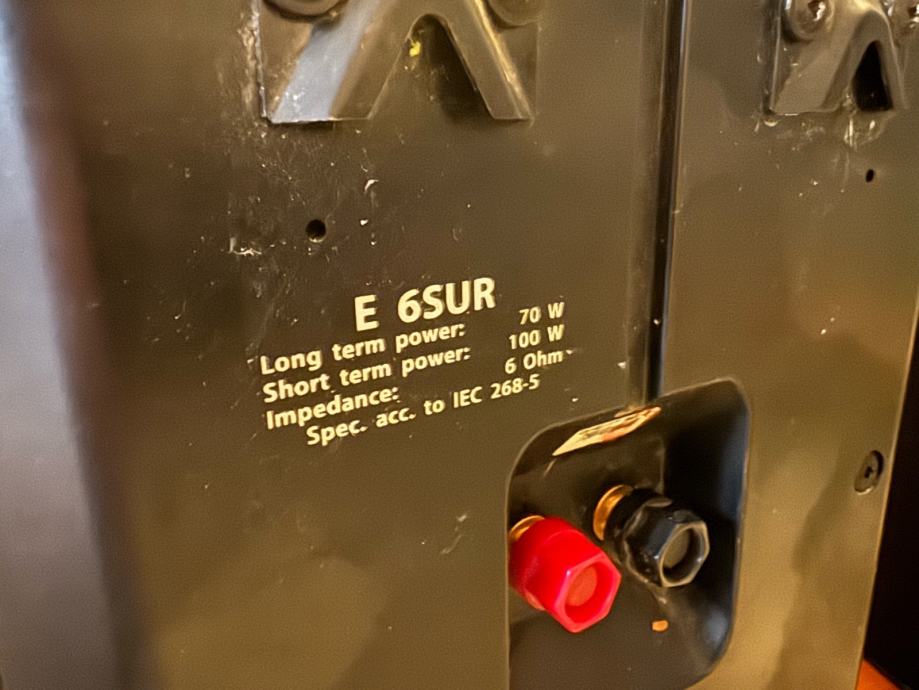 E 6SUR
Long term power: 70 W
Short term power: 100 W
Impedance: 6 Ohm
Spec. acc. to IEC 268-5